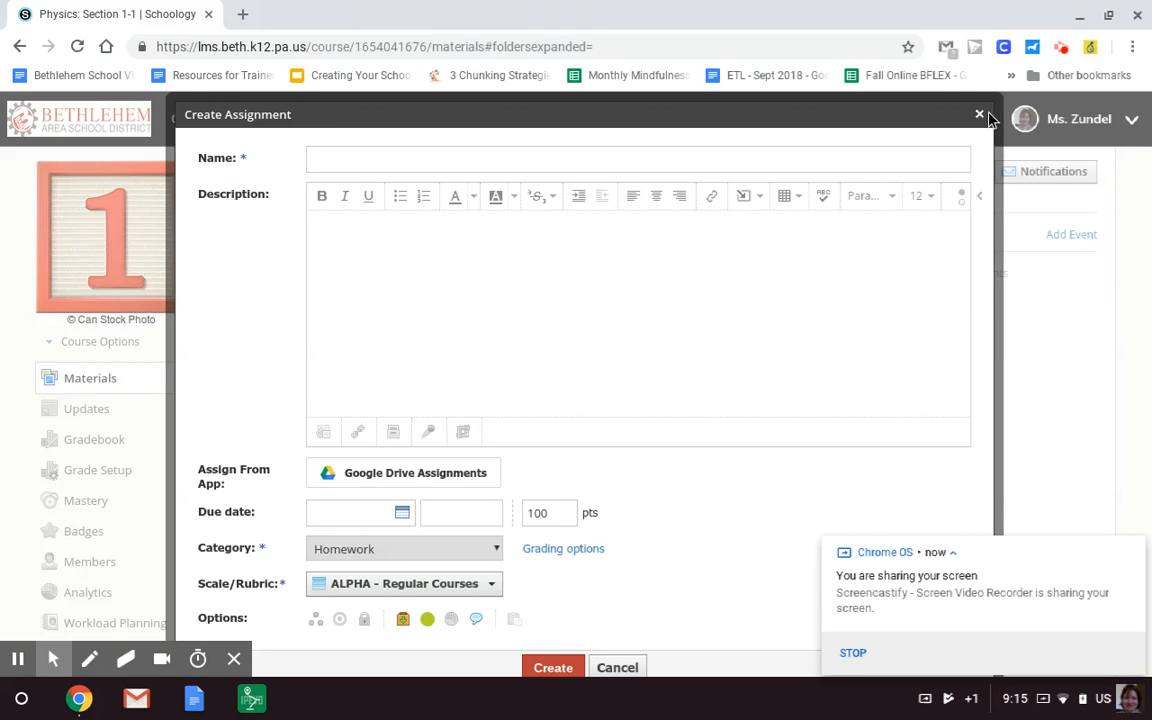 Physics: Section 1-1 | Schoology
https://lms.beth.k12.pa.us/course/1654041676/materials#foldersexpanded=
Bethlehem School Vi
Resources for Traine
Creating Your Schoo
3 Chunking Strategie
Monthly Mindfulness
ETL - Sept 2018 - Goo
Fall Online BFLEX - G
Other bookmarks
BETHLEHEM
AREA SCHOOL DISTRICT
Create Assignment
Ms. Zundel
Name: *
Notifications
Description:
B I U A A S Para... 12
ABC
Add Event
1
© Can Stock Photo
Course Options
Materials
Updates
Gradebook
Grade Setup
Mastery
Badges
Members
Analytics
Workload Planning
Assign From
App:
Google Drive Assignments
Due date:
100 pts
Category: *
Homework
Grading options
Scale/Rubric:*
ALPHA - Regular Courses
Options:
Create
Cancel
Chrome OS • now
You are sharing your screen
Screencastify - Screen Video Recorder is sharing your
screen.
STOP
+1
9:15
US